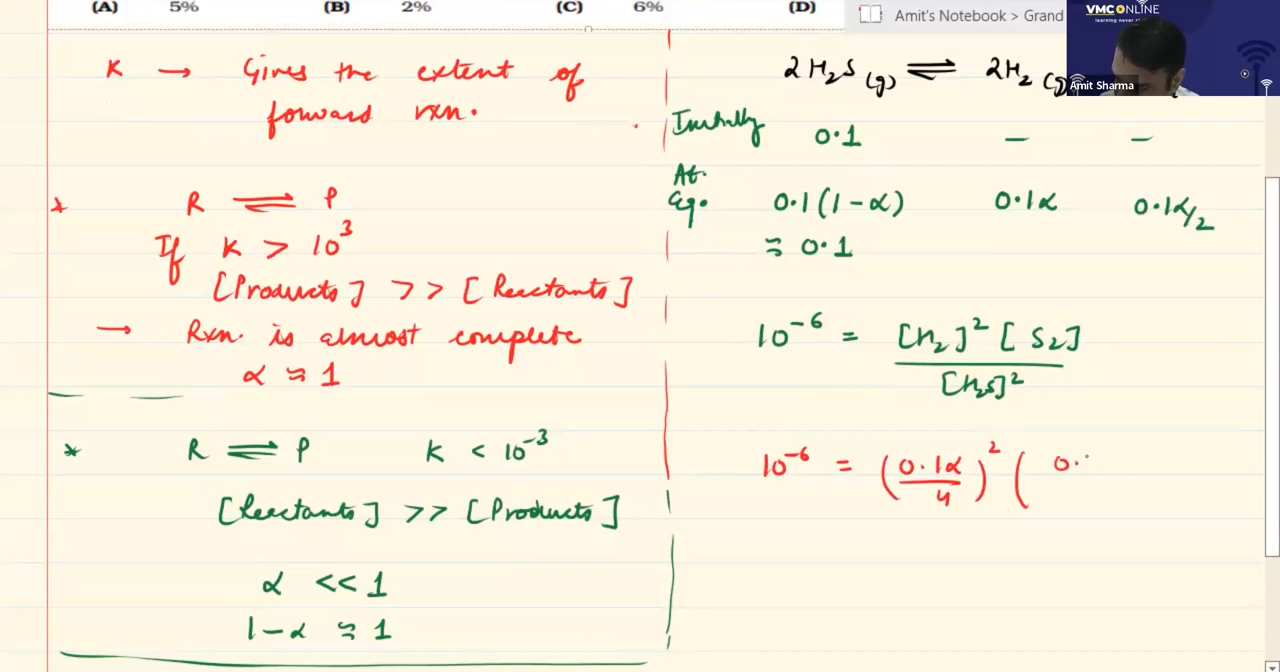 (A) 5% (B) 2% (C) 6% (D)
Amit's Notebook > Grand
VMC ONLINE
Amit Sharma
K → Gives the extent of
forward rxn.
* R ⇌ P
If K > 10³
[Products] >> [Reactants]
→ Rxn. is almost complete
α ≈ 1
* R ⇌ P K < 10⁻³
[Reactants] >> [Products]
α << 1
1-α ≈ 1
2H₂S (g) ⇌ 2H₂ (g)
Initially 0.1 - -
At.
Eq. 0.1(1-α) 0.1α 0.1α/2
≈ 0.1
10⁻⁶ = [H₂]² [S₂] / [H₂S]²
10⁻⁶ = (0.1α/4)² ( 0.